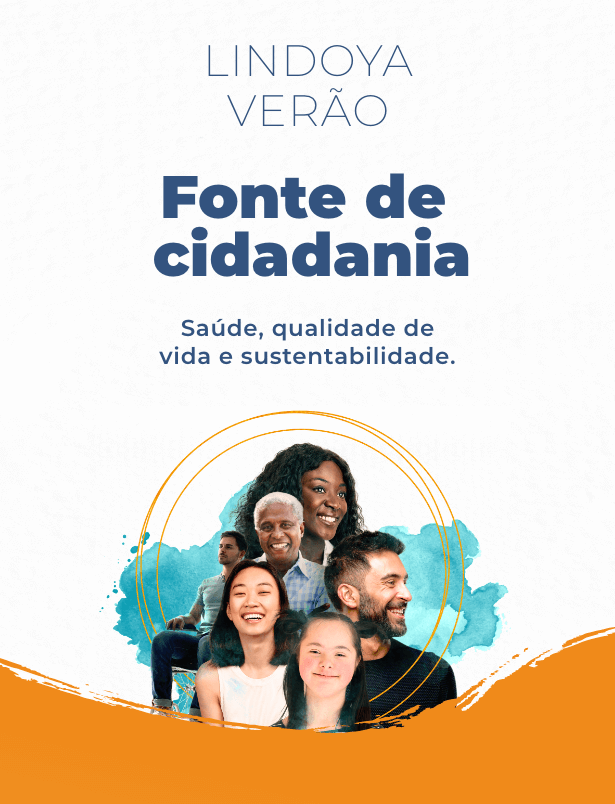 LINDOYA
VERÃO
Fonte de
cidadania
Saúde, qualidade de
vida e sustentabilidade.